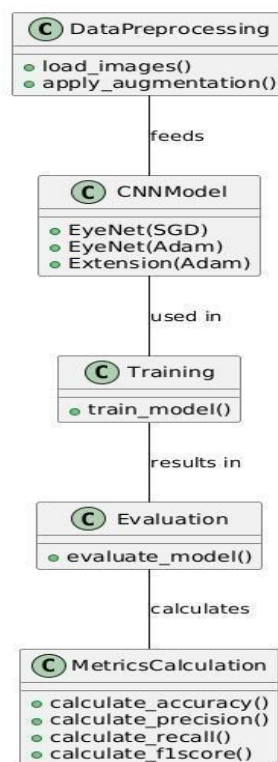 C DataPreprocessing
load_images()
apply_augmentation()
feeds
C CNNModel
EyeNet(SGD)
EyeNet(Adam)
Extension(Adam)
used in
C Training
train_model()
results in
C Evaluation
evaluate_model()
calculates
C MetricsCalculation
calculate_accuracy()
calculate_precision()
calculate_recall()
calculate_f1score()